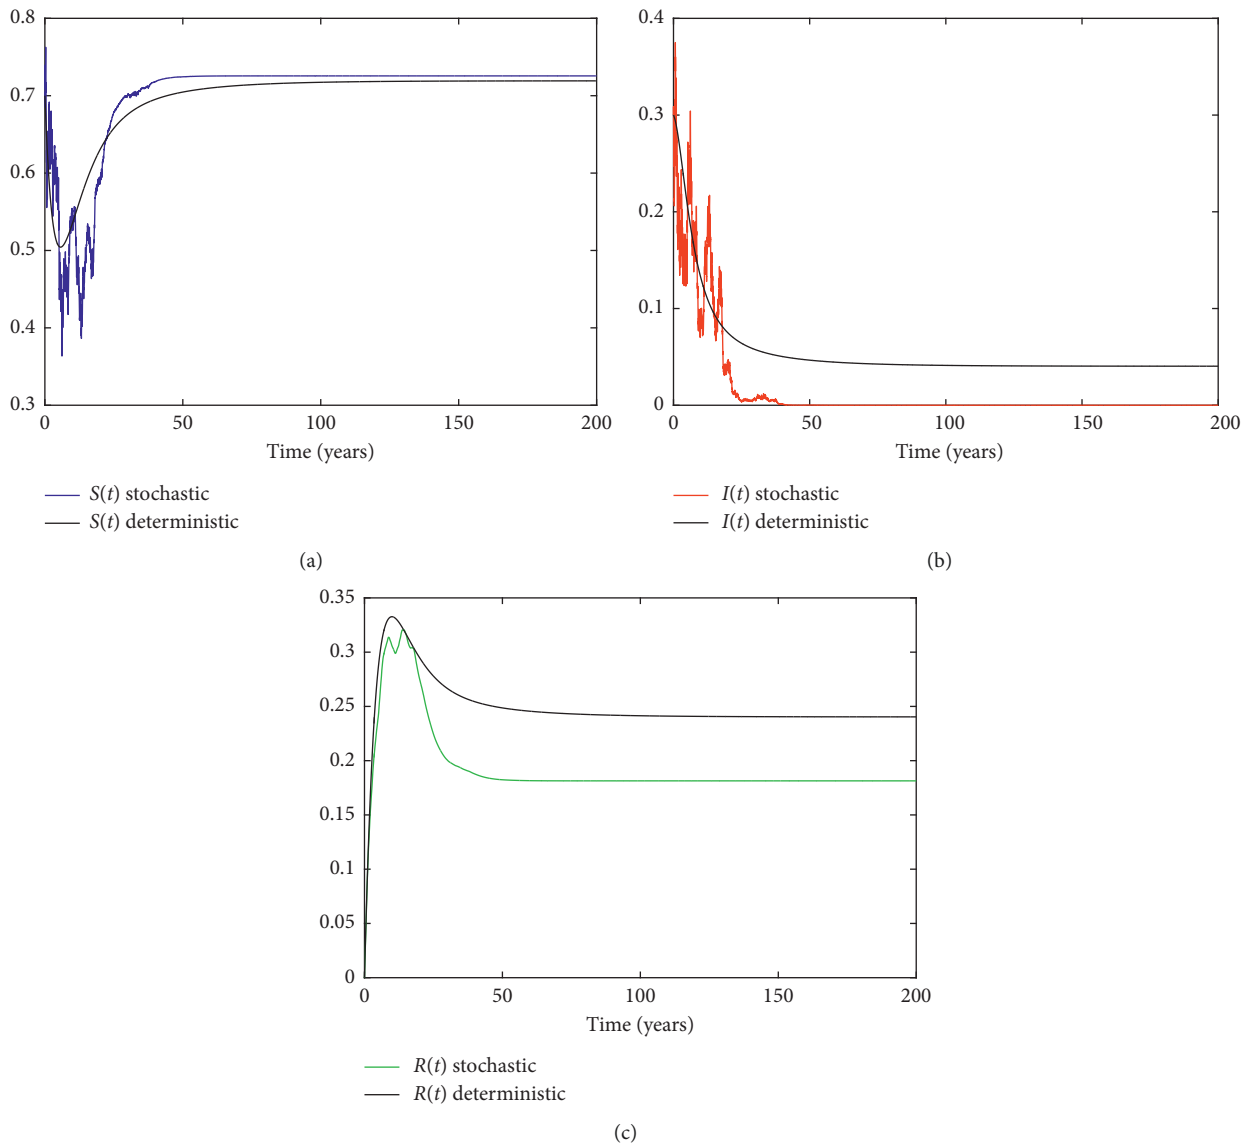 0.8
0.7
0.6
0.5
0.4
0.3
0 50 100 150 200
Time (years)
S(t) stochastic
S(t) deterministic
(a)
0.4
0.3
0.2
0.1
0
0 50 100 150 200
Time (years)
I(t) stochastic
I(t) deterministic
(b)
0.35
0.3
0.25
0.2
0.15
0.1
0.05
0
0 50 100 150 200
Time (years)
R(t) stochastic
R(t) deterministic
(c)